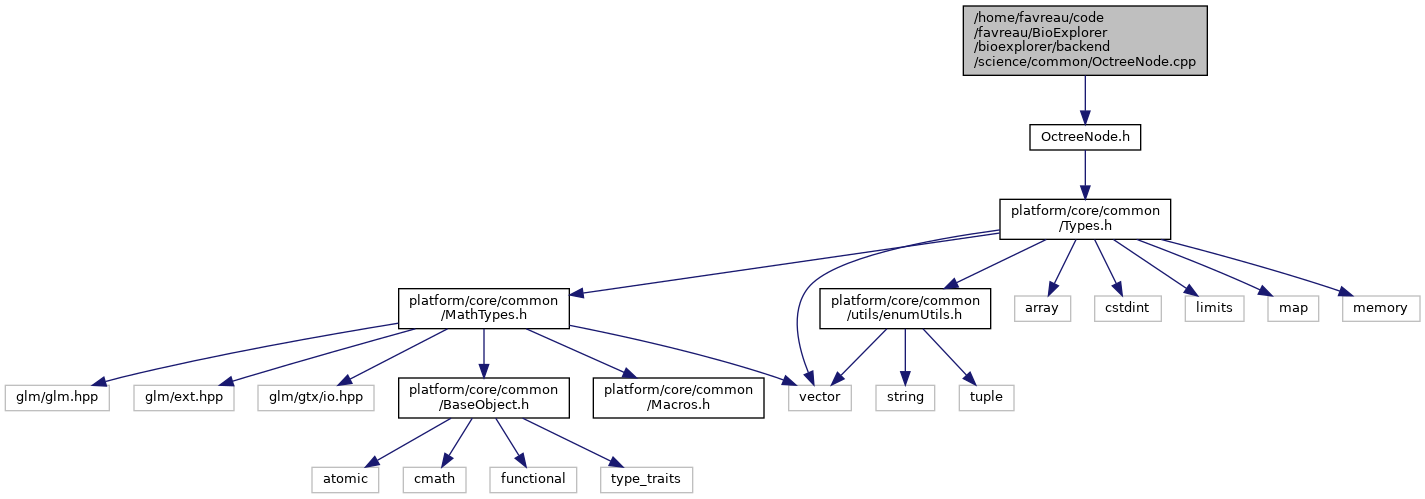 /home/favreau/code
/favreau/BioExplorer
/bioexplorer/backend
/science/common/OctreeNode.cpp
OctreeNode.h
platform/core/common
/Types.h
platform/core/common
/MathTypes.h
platform/core/common
/utils/enumUtils.h
array
cstdint
limits
map
memory
glm/glm.hpp
glm/ext.hpp
glm/gtx/io.hpp
platform/core/common
/BaseObject.h
platform/core/common
/Macros.h
vector
string
tuple
atomic
cmath
functional
type_traits